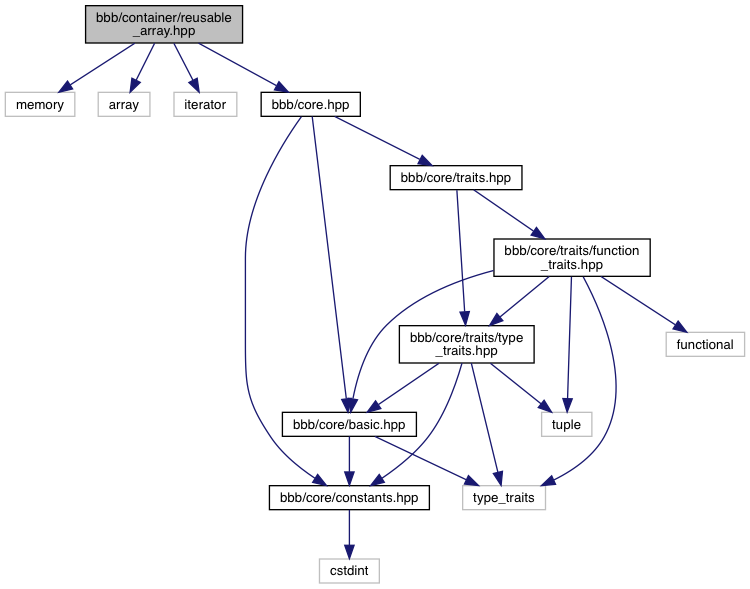 bbb/container/reusable
_array.hpp
memory
array
iterator
bbb/core.hpp
bbb/core/traits.hpp
bbb/core/traits/function
_traits.hpp
bbb/core/traits/type
_traits.hpp
functional
bbb/core/basic.hpp
tuple
bbb/core/constants.hpp
type_traits
cstdint